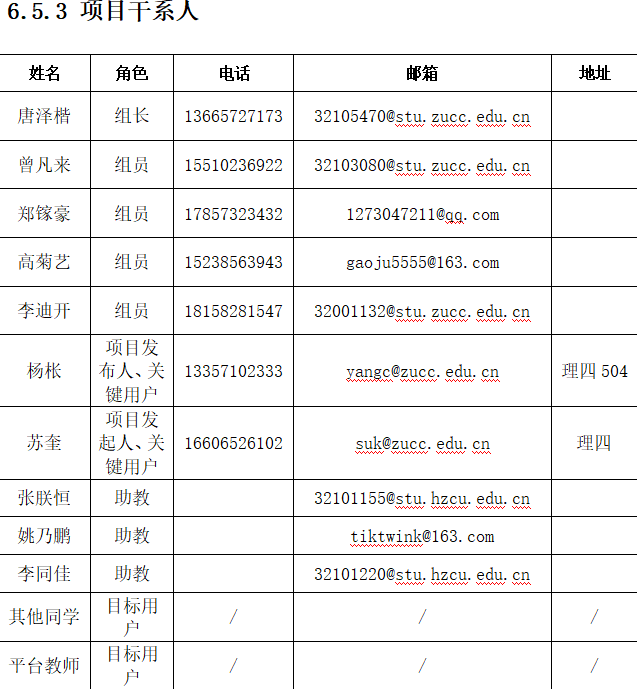 6.5.3 项目干系人
姓名 角色 电话 邮箱 地址
唐泽楷 组长 13665727173 32105470@stu.zucc.edu.cn
曾凡来 组员 15510236922 32103080@stu.zucc.edu.cn
郑镓豪 组员 17857323432 1273047211@qq.com
高菊艺 组员 15238563943 gaoju5555@163.com
李迪开 组员 18158281547 32001132@stu.zucc.edu.cn
杨枨 项目发布人、关键用户 13357102333 yangc@zucc.edu.cn 理四 504
苏奎 项目发起人、关键用户 16606526102 suk@zucc.edu.cn 理四
张朕恒 助教 32101155@stu.hzcu.edu.cn
姚乃鹏 助教 tiktwink@163.com
李同佳 助教 32101220@stu.hzcu.edu.cn
其他同学 目标用户 / / /
平台教师 目标用户 / / /